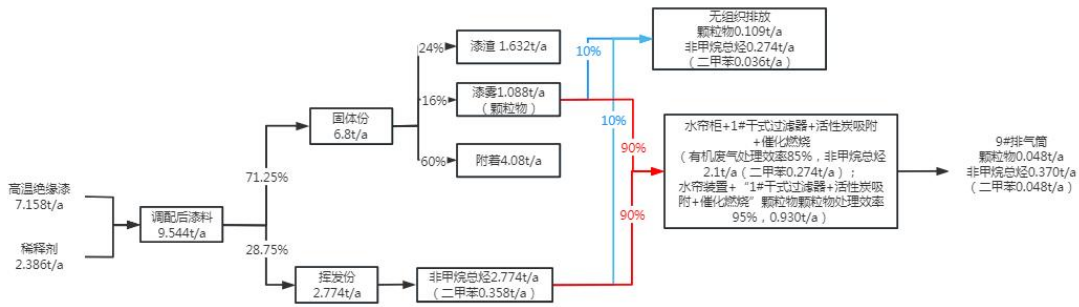 高温绝缘漆
7.158t/a
稀释剂
2.386t/a
调配后漆料
9.544t/a
71.25%
28.75%
固体份
6.8t/a
挥发份
2.774t/a
24%
16%
60%
漆渣 1.632t/a
漆雾1.088t/a
（颗粒物）
附着4.08t/a
非甲烷总烃2.774t/a
（二甲苯0.358t/a）
10%
10%
90%
90%
无组织排放
颗粒物0.109t/a
非甲烷总烃0.274t/a
（二甲苯0.036t/a）
水帘柜+1#干式过滤器+活性炭吸附
+催化燃烧
（有机废气处理效率85%，非甲烷总烃
2.1t/a（二甲苯0.274t/a）；
水帘装置+“1#干式过滤器+活性炭吸
附+催化燃烧”颗粒物颗粒物处理效率
95%，0.930t/a）
9#排气筒
颗粒物0.048t/a
非甲烷总烃0.370t/a
（二甲苯0.048t/a）